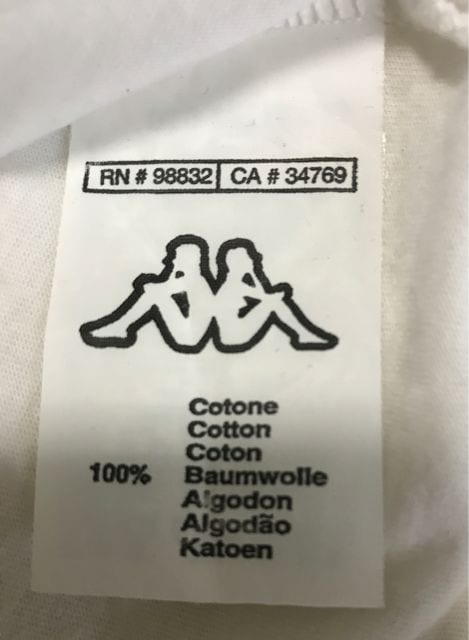 RN # 98832 CA # 34769
Cotone
Cotton
Coton
100% Baumwolle
Algodon
Algodão
Katoen